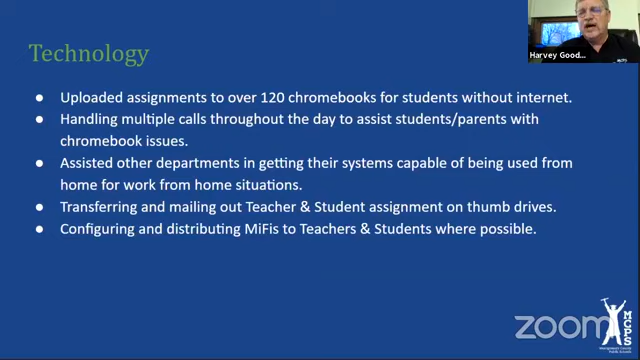 Harvey Good...
Technology
● Uploaded assignments to over 120 chromebooks for students without internet.
● Handling multiple calls throughout the day to assist students/parents with
chromebook issues.
● Assisted other departments in getting their systems capable of being used from
home for work from home situations.
● Transferring and mailing out Teacher & Student assignment on thumb drives.
● Configuring and distributing MiFis to Teachers & Students where possible.
zoom
MCPS